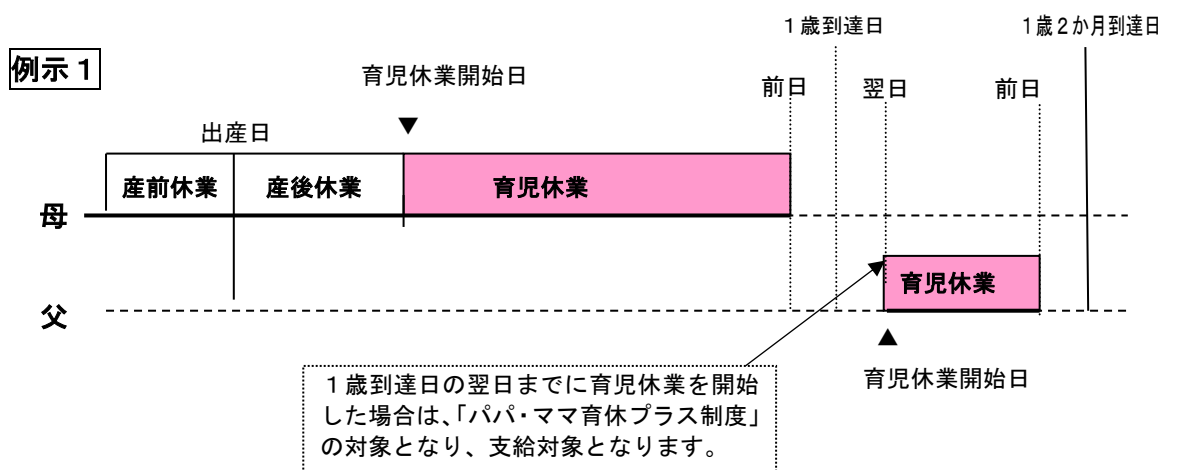 １歳到達日
１歳２か月到達日
例示１
育児休業開始日
前日
翌日
前日
出産日
▼
産前休業
産後休業
育児休業
母
育児休業
父
▲
育児休業開始日
１歳到達日の翌日までに育児休業を開始
した場合は、「パパ・ママ育休プラス制度」
の対象となり、支給対象となります。